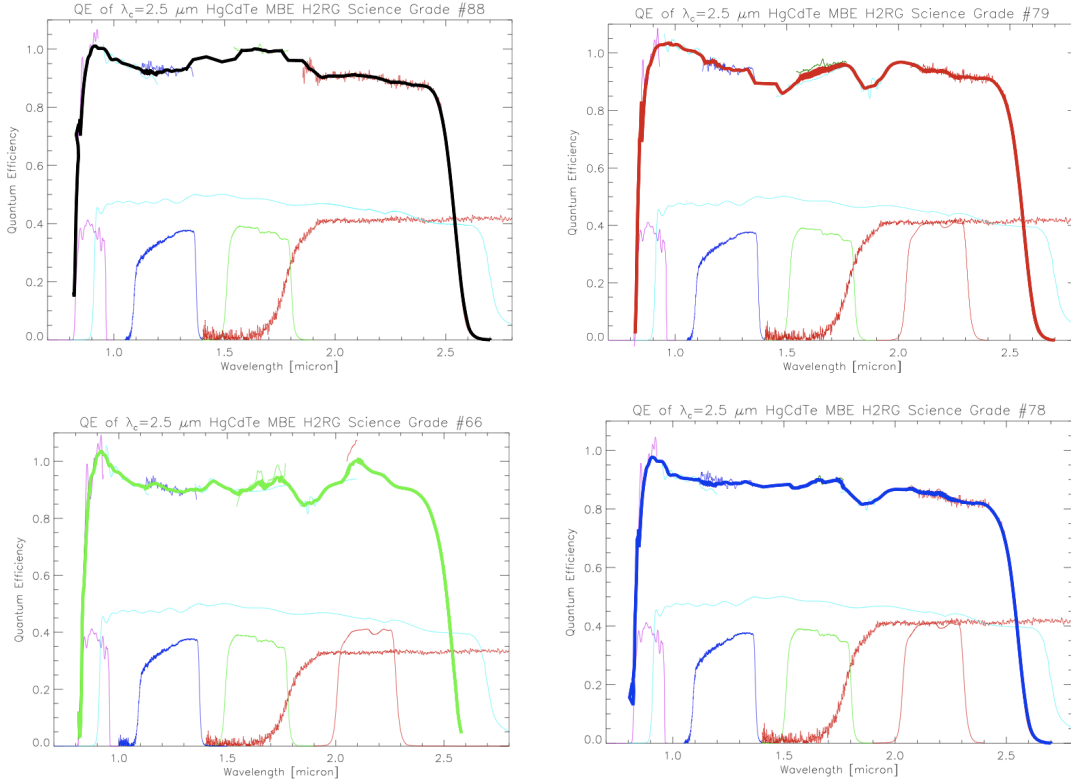 QE of λc=2.5 μm HgCdTe MBE H2RG Science Grade #88
Quantum Efficiency
1.0
0.8
0.6
0.4
0.2
0.0
1.0 1.5 2.0 2.5
Wavelength [micron]
QE of λc=2.5 μm HgCdTe MBE H2RG Science Grade #79
Quantum Efficiency
1.0
0.8
0.6
0.4
0.2
0.0
1.0 1.5 2.0 2.5
Wavelength [micron]
QE of λc=2.5 μm HgCdTe MBE H2RG Science Grade #66
Quantum Efficiency
1.0
0.8
0.6
0.4
0.2
0.0
1.0 1.5 2.0 2.5
Wavelength [micron]
QE of λc=2.5 μm HgCdTe MBE H2RG Science Grade #78
Quantum Efficiency
1.0
0.8
0.6
0.4
0.2
0.0
1.0 1.5 2.0 2.5
Wavelength [micron]